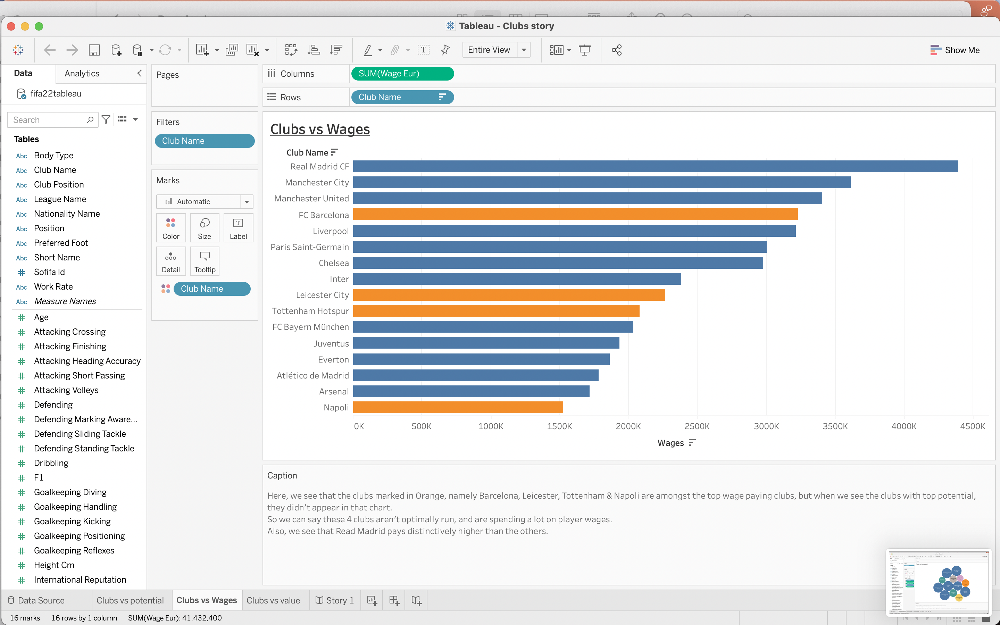 Tableau - Clubs story
Entire View
Show Me
Data
Analytics
fifa22tableau
Search
Tables
Abc Body Type
Abc Club Name
Abc Club Position
Abc League Name
Abc Nationality Name
Abc Position
Abc Preferred Foot
Abc Short Name
# Sofifa Id
Abc Work Rate
Abc Measure Names
# Age
# Attacking Crossing
# Attacking Finishing
# Attacking Heading Accuracy
# Attacking Short Passing
# Attacking Volleys
# Defending
# Defending Marking Aware...
# Defending Sliding Tackle
# Defending Standing Tackle
# Dribbling
# F1
# Goalkeeping Diving
# Goalkeeping Handling
# Goalkeeping Kicking
# Goalkeeping Positioning
# Goalkeeping Reflexes
# Height Cm
# International Reputation
Pages
Filters
Club Name
Marks
Automatic
Color Size Label
Detail Tooltip
Club Name
Columns SUM(Wage Eur)
Rows Club Name
Clubs vs Wages
Club Name
Real Madrid CF
Manchester City
Manchester United
FC Barcelona
Liverpool
Paris Saint-Germain
Chelsea
Inter
Leicester City
Tottenham Hotspur
FC Bayern München
Juventus
Everton
Atlético de Madrid
Arsenal
Napoli
0K 500K 1000K 1500K 2000K 2500K 3000K 3500K 4000K 4500K
Wages
Caption
Here, we see that the clubs marked in Orange, namely Barcelona, Leicester, Tottenham & Napoli are amongst the top wage paying clubs, but when we see the clubs with top potential,
they didn't appear in that chart.
So we can say these 4 clubs aren't optimally run, and are spending a lot on player wages.
Also, we see that Read Madrid pays distinctively higher than the others.
Data Source Clubs vs potential Clubs vs Wages Clubs vs value Story 1
16 marks 16 rows by 1 column SUM(Wage Eur): 41,432,400